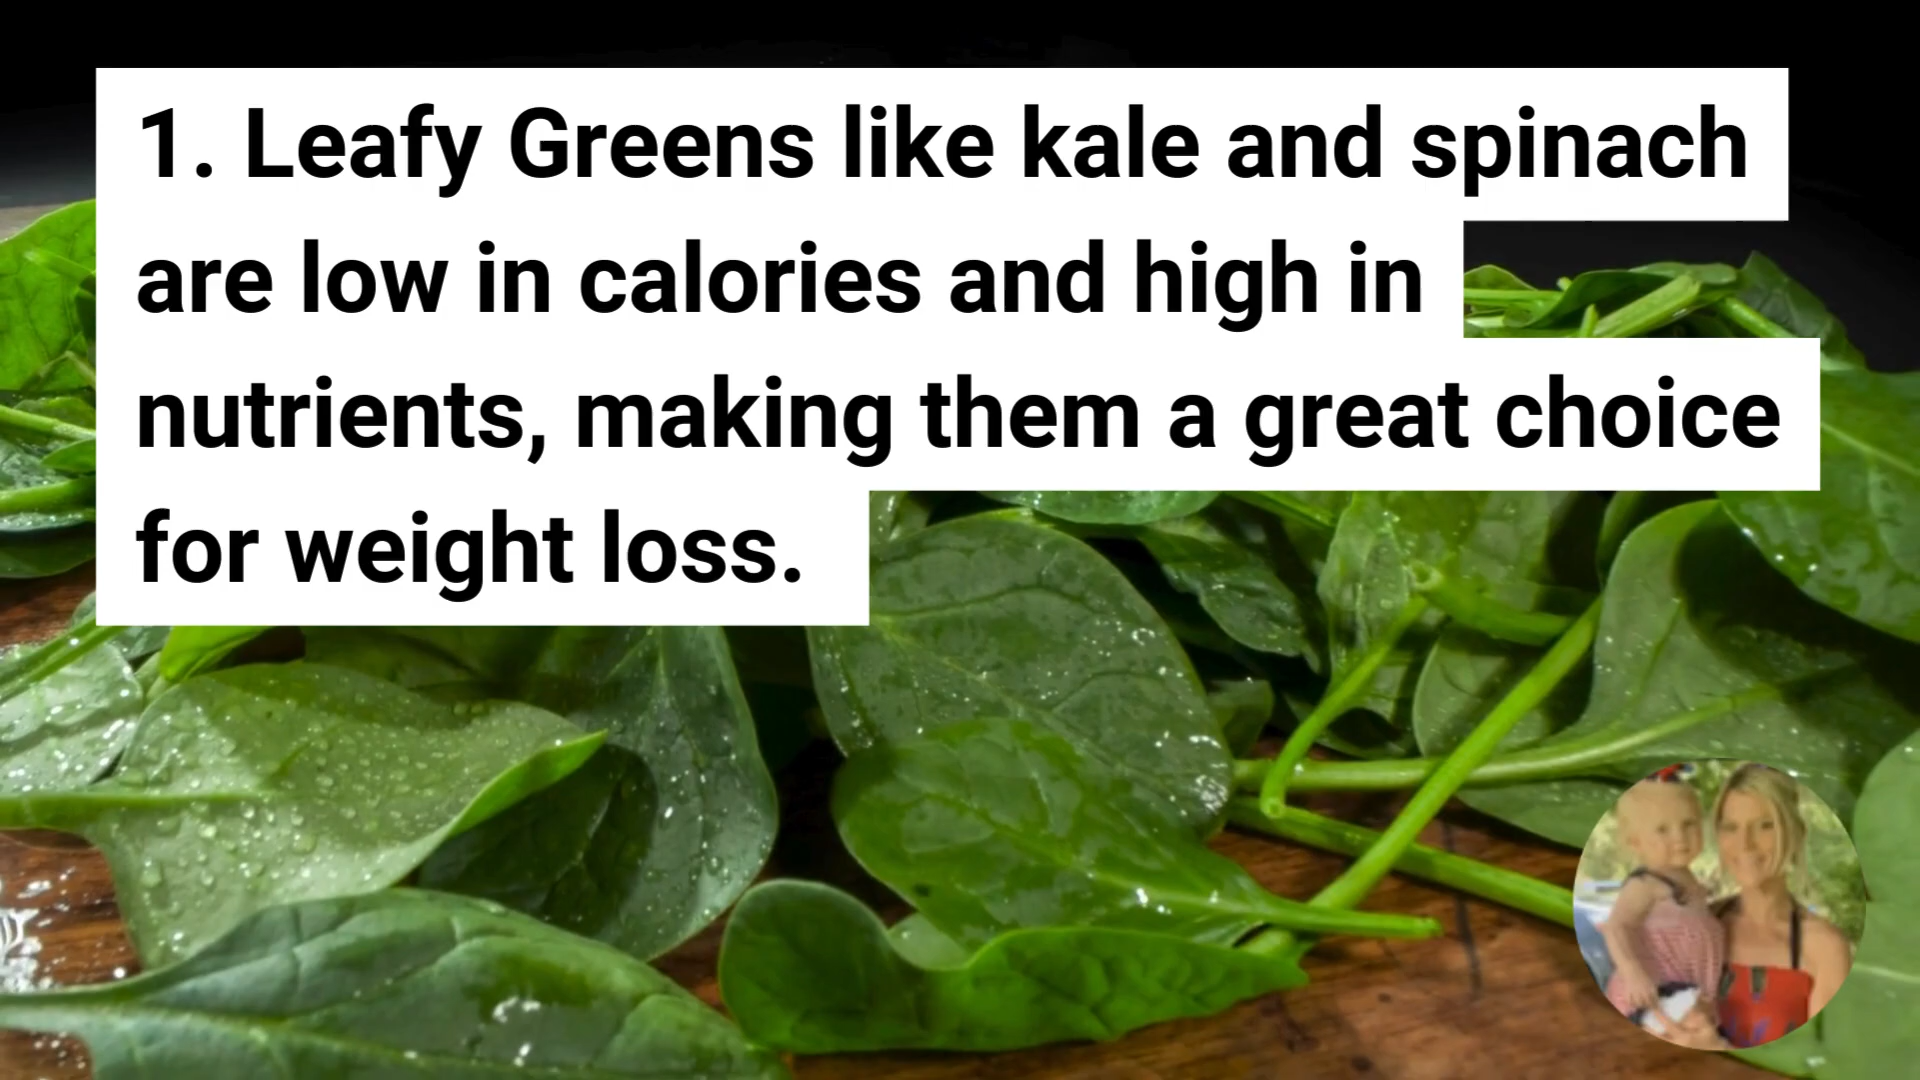 1. Leafy Greens like kale and spinach
are low in calories and high in
nutrients, making them a great choice
for weight loss.